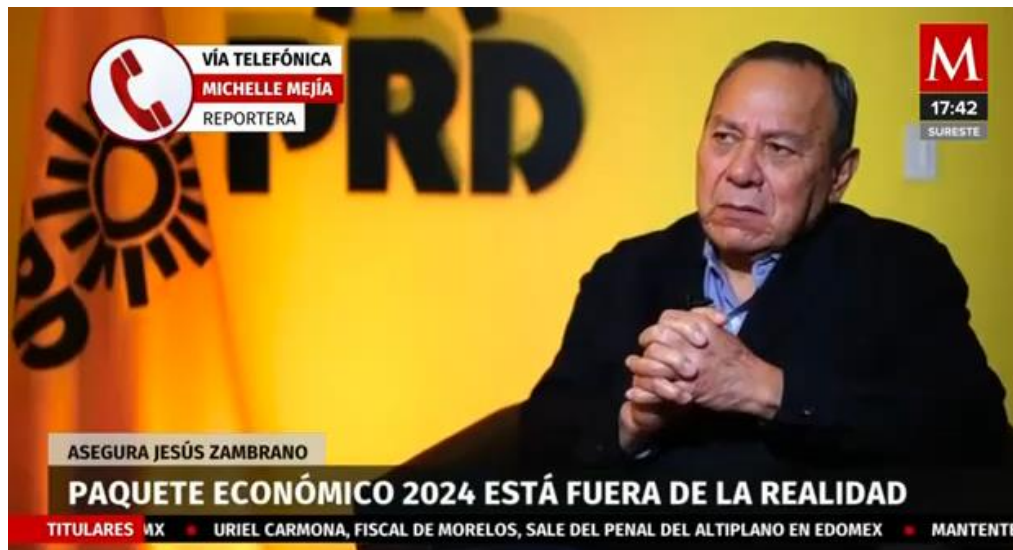 VÍA TELEFÓNICA
MICHELLE MEJÍA
REPORTERA
PRD
M
17:42
SURESTE
PRD
ASEGURA JESÚS ZAMBRANO
PAQUETE ECONÓMICO 2024 ESTÁ FUERA DE LA REALIDAD
TITULARES MX • URIEL CARMONA, FISCAL DE MORELOS, SALE DEL PENAL DEL ALTIPLANO EN EDOMEX •